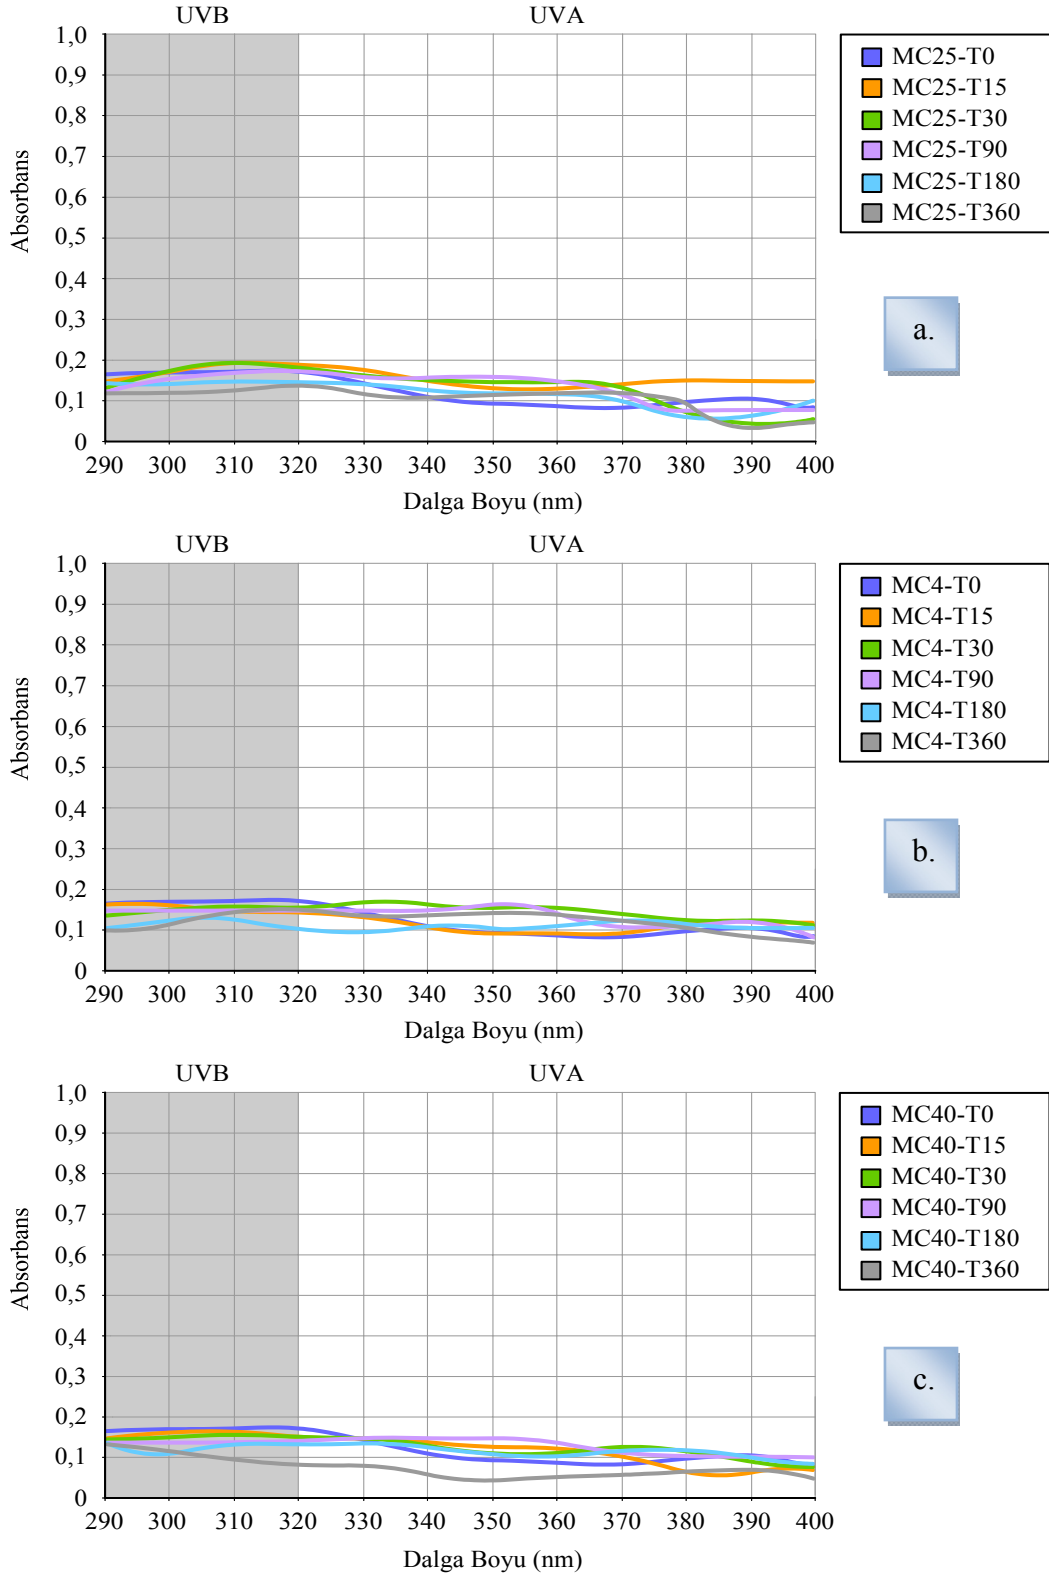 UVB UVA
1,0
0,9
0,8
0,7
0,6
0,5
0,4
0,3
0,2
0,1
0
Absorbans
290 300 310 320 330 340 350 360 370 380 390 400
Dalga Boyu (nm)
MC25-T0
MC25-T15
MC25-T30
MC25-T90
MC25-T180
MC25-T360
a.
UVB UVA
1,0
0,9
0,8
0,7
0,6
0,5
0,4
0,3
0,2
0,1
0
Absorbans
290 300 310 320 330 340 350 360 370 380 390 400
Dalga Boyu (nm)
MC4-T0
MC4-T15
MC4-T30
MC4-T90
MC4-T180
MC4-T360
b.
UVB UVA
1,0
0,9
0,8
0,7
0,6
0,5
0,4
0,3
0,2
0,1
0
Absorbans
290 300 310 320 330 340 350 360 370 380 390 400
Dalga Boyu (nm)
MC40-T0
MC40-T15
MC40-T30
MC40-T90
MC40-T180
MC40-T360
c.